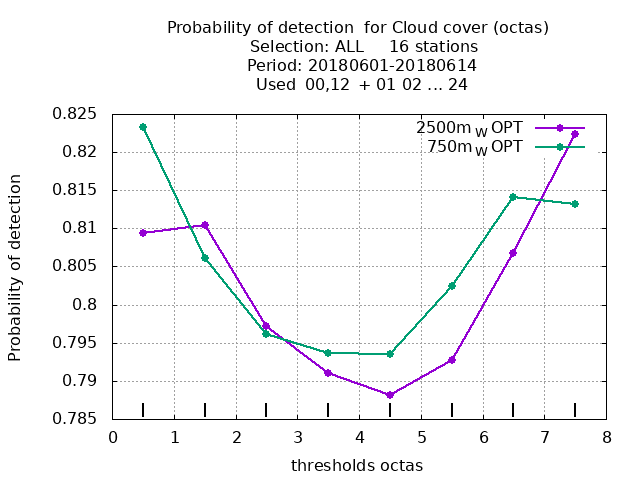 Probability of detection  for Cloud cover (octas)
Selection: ALL     16 stations
Period: 20180601-20180614
Used  00,12  + 01 02 ... 24
2500m w OPT
750m w OPT
0.825
0.82
0.815
0.81
0.805
0.8
0.795
0.79
0.785
Probability of detection
0 1 2 3 4 5 6 7 8
thresholds octas